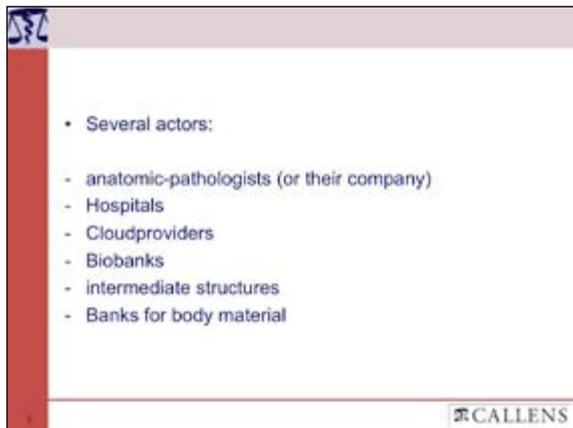 • Several actors:
- anatomic-pathologists (or their company)
- Hospitals
- Cloudproviders
- Biobanks
- intermediate structures
- Banks for body material
CALLENS